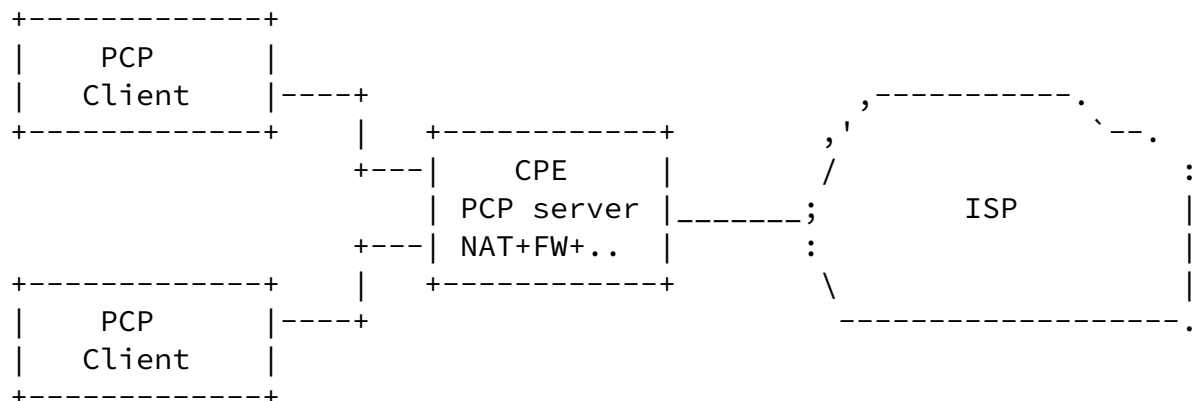 PCP
Client
CPE
PCP server
NAT+FW+..
ISP
PCP
Client